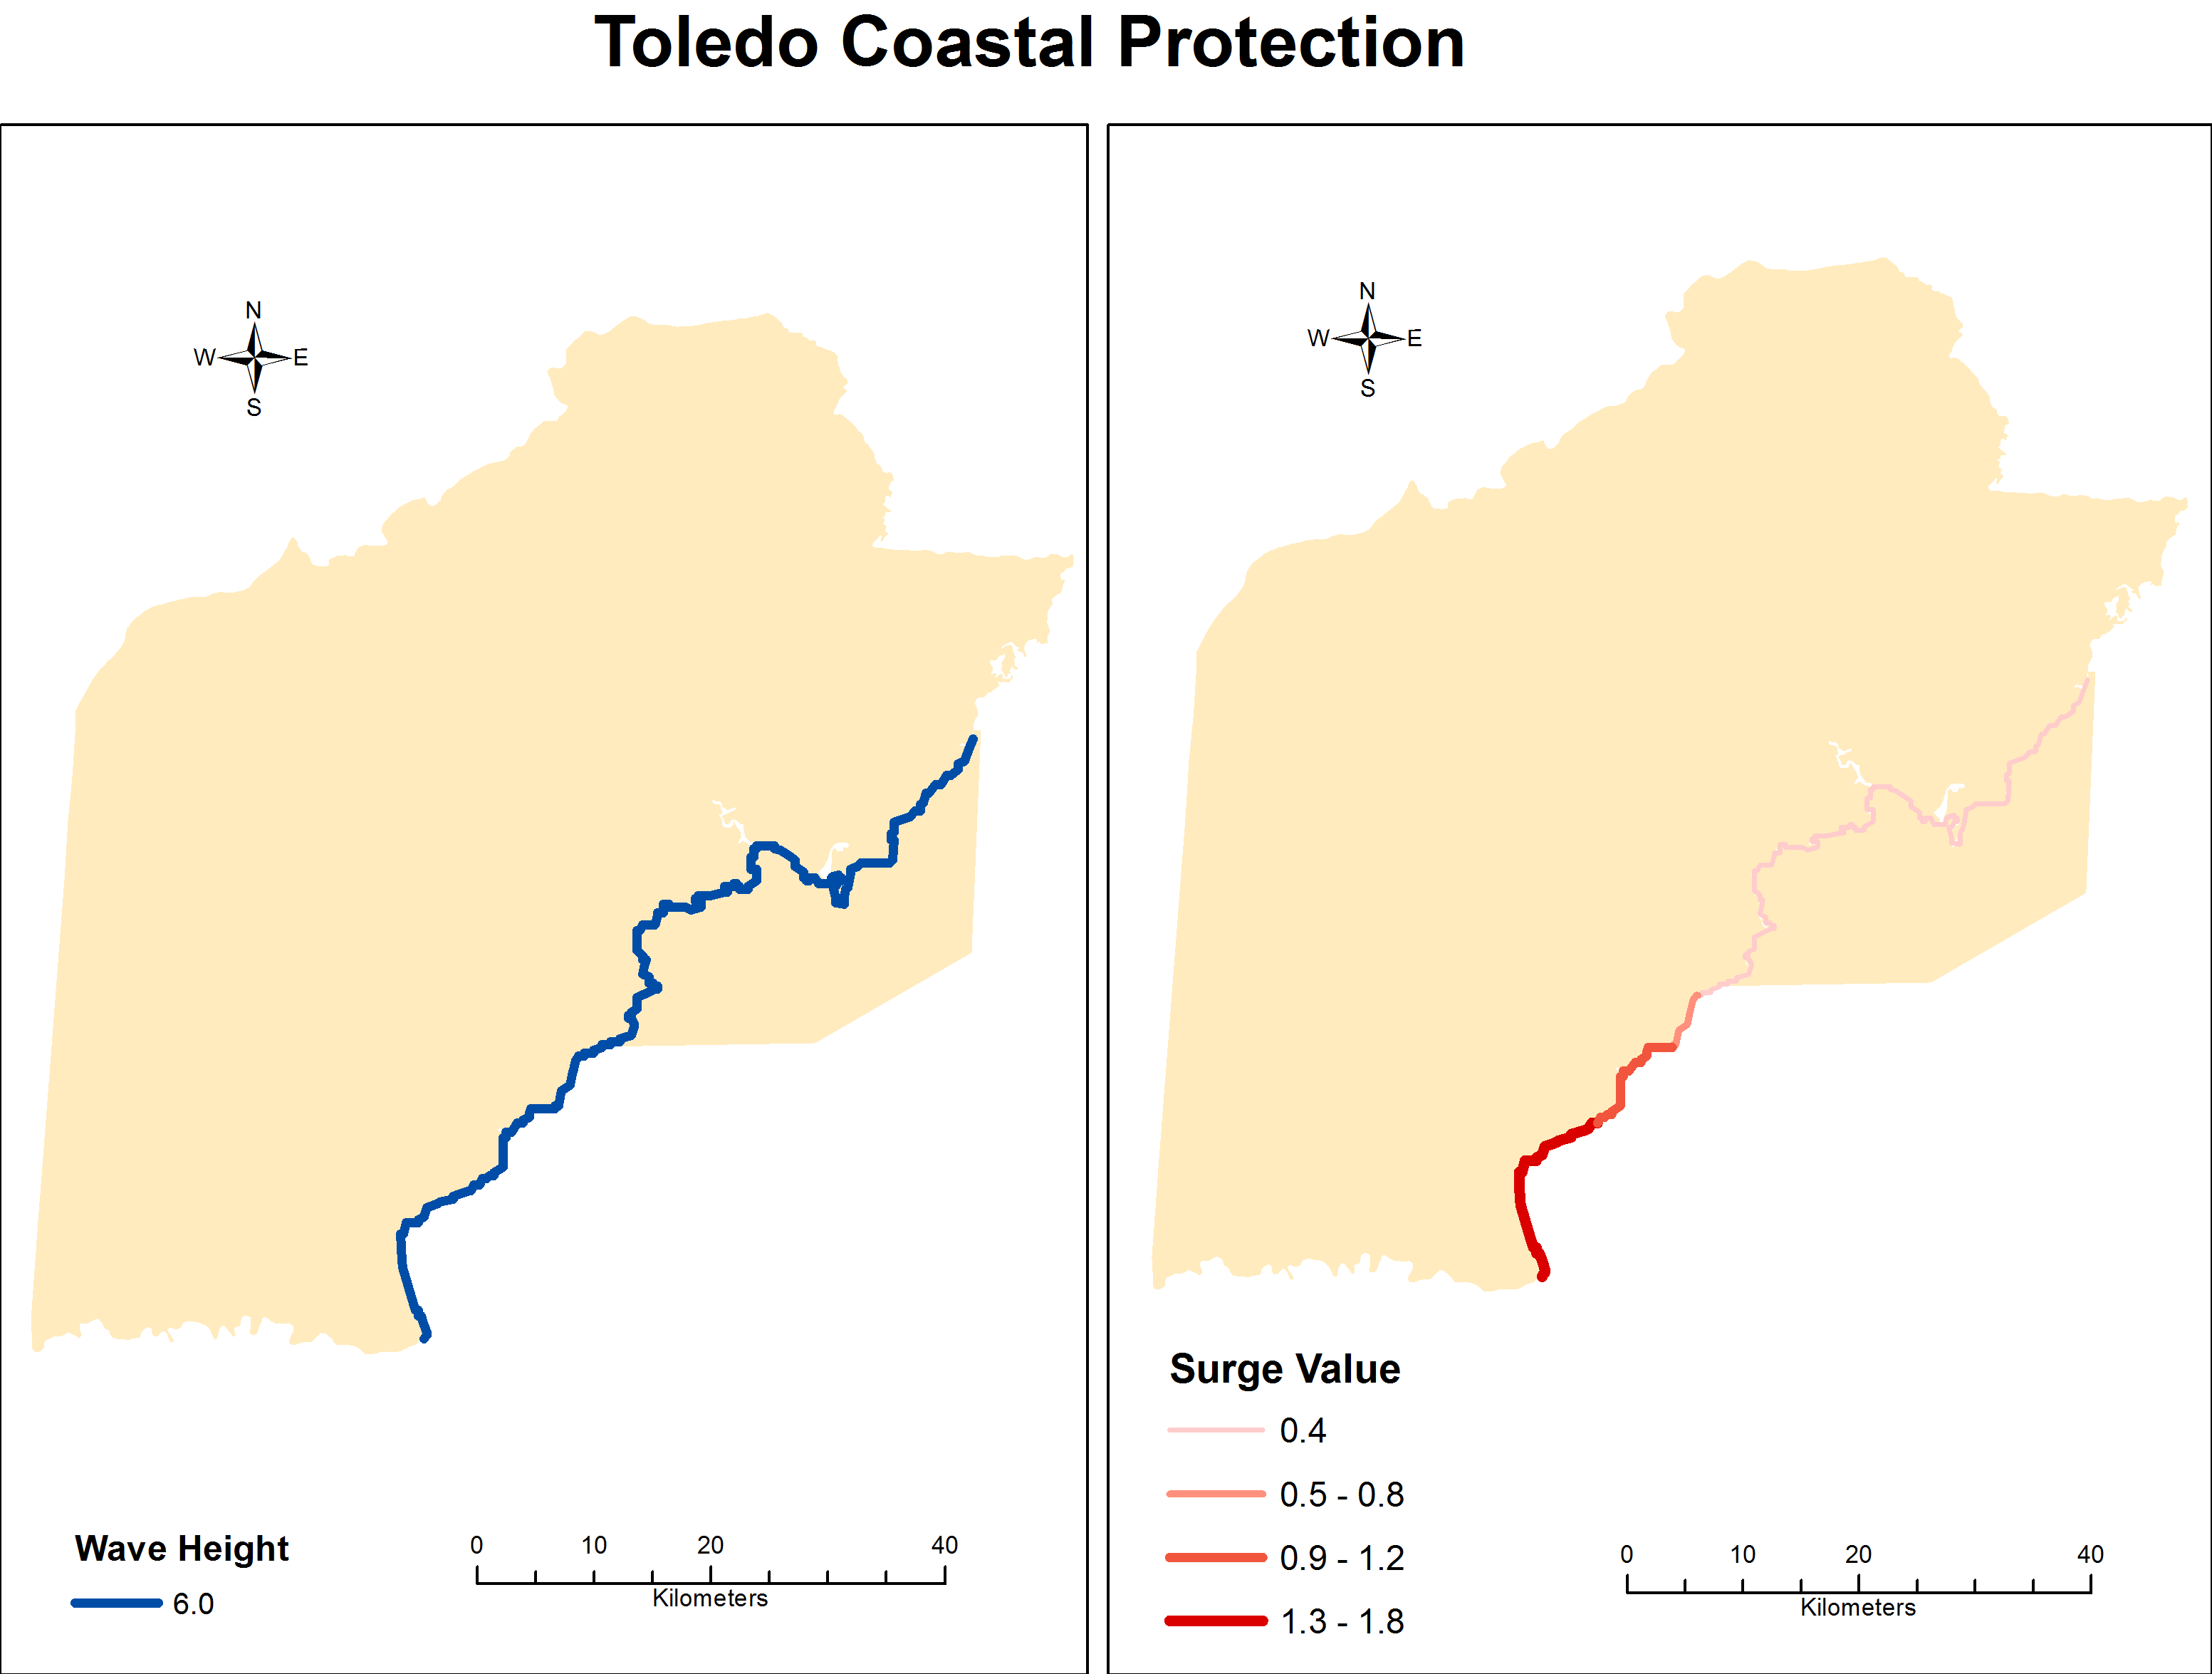 Toledo Coastal Protection
N
W E
S
Wave Height
6.0
0 10 20 40
Kilometers
N
W E
S
Surge Value
0.4
0.5 - 0.8
0.9 - 1.2
1.3 - 1.8
0 10 20 40
Kilometers